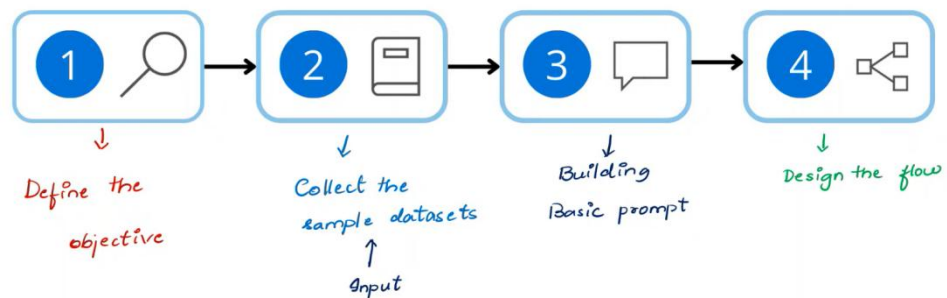 1
2
3
4
Define the
objective
Collect the
sample datasets
Input
Building
Basic prompt
Design the flow